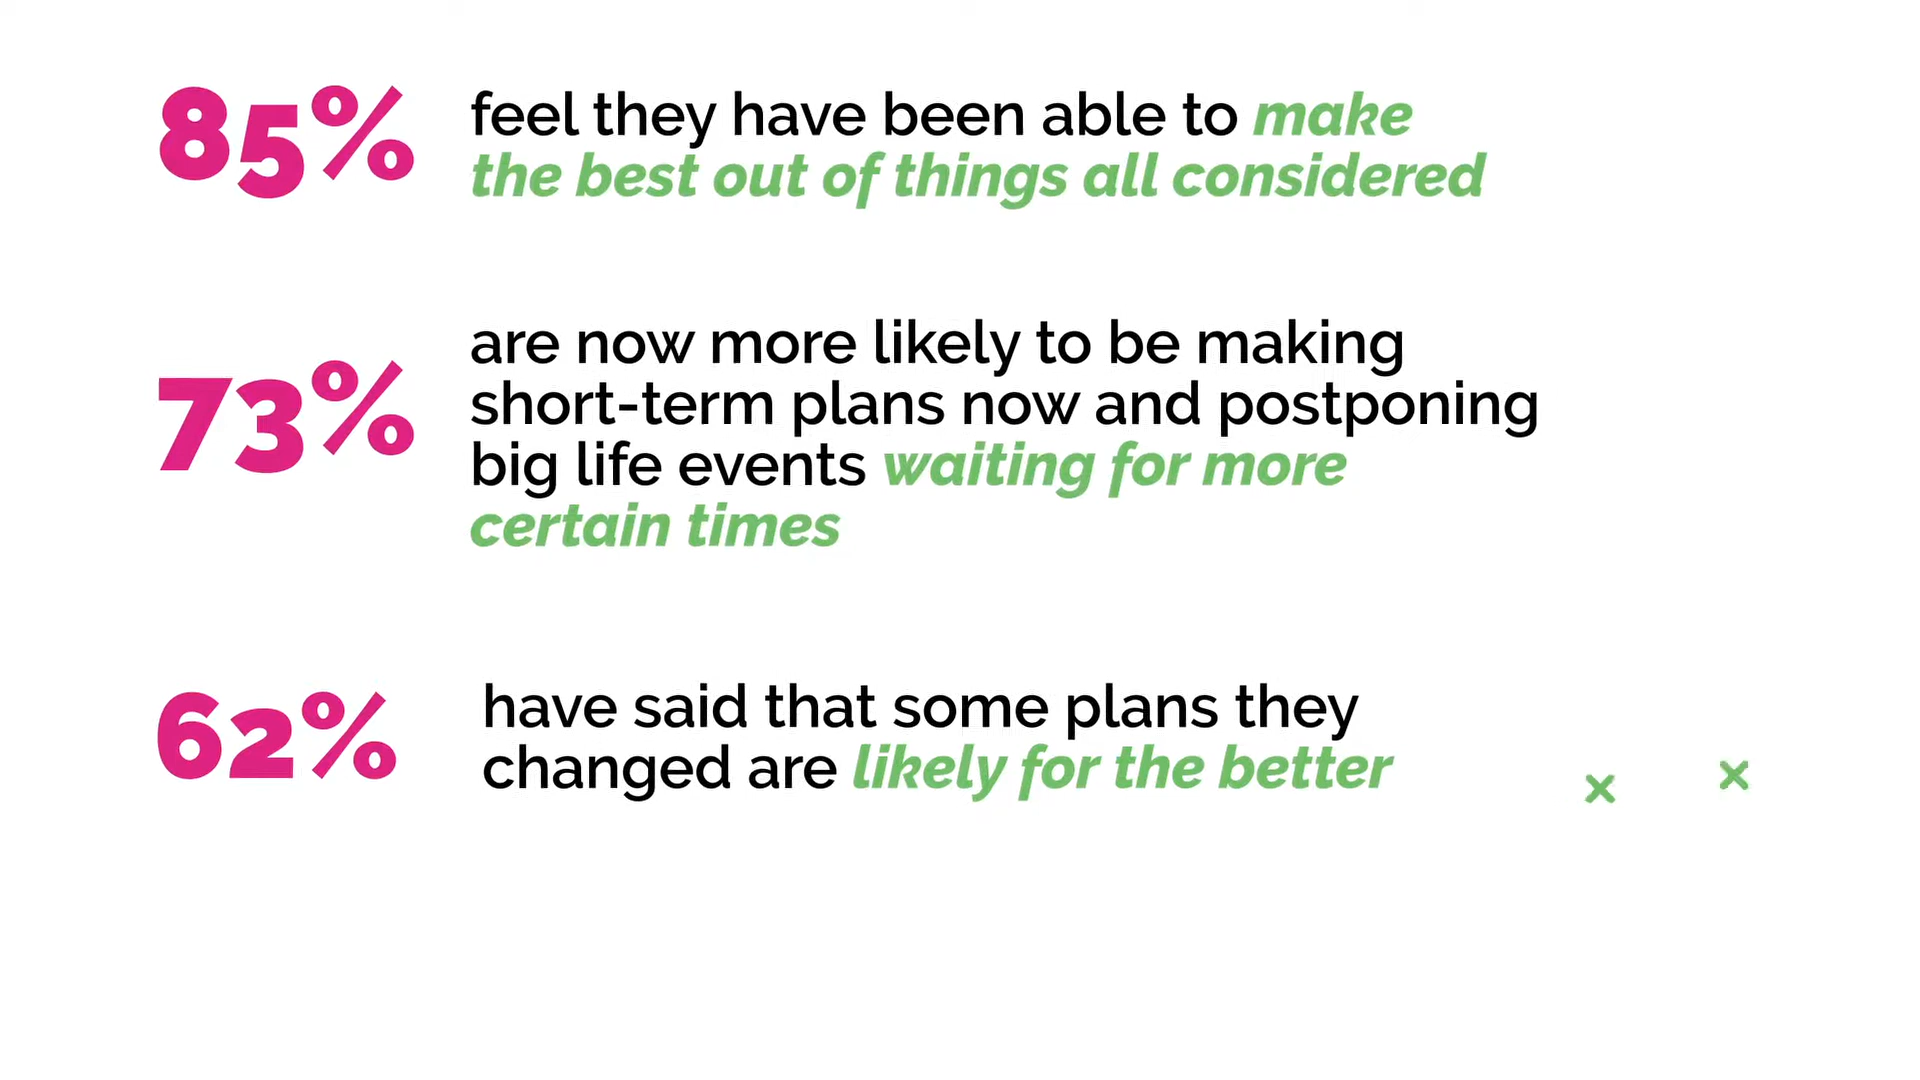 85% feel they have been able to make
the best out of things all considered
73% are now more likely to be making
short-term plans now and postponing
big life events waiting for more
certain times
62% have said that some plans they
changed are likely for the better